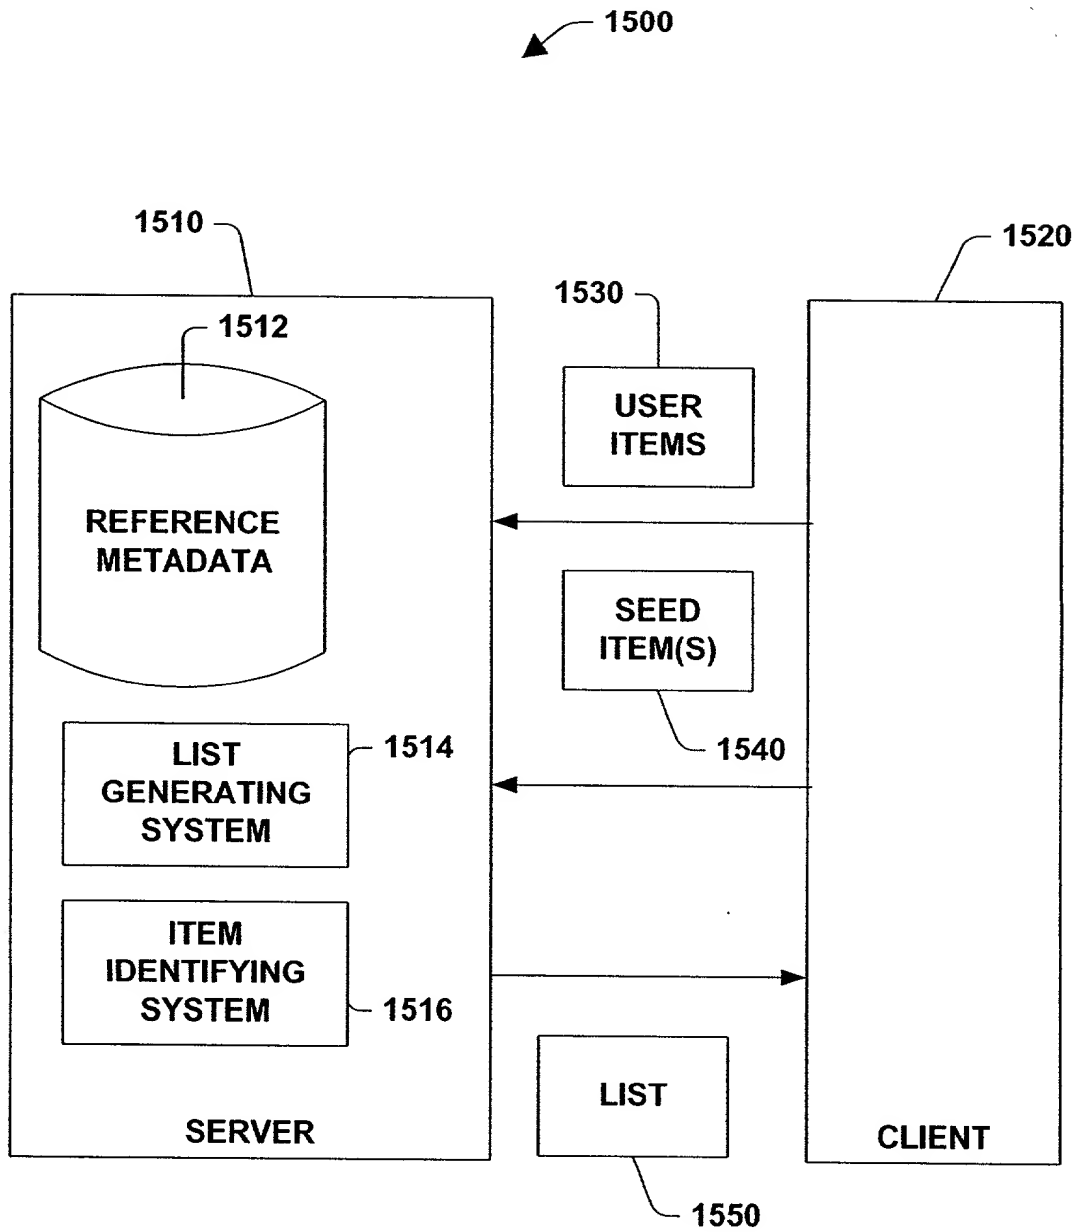 1500
1510
1520
1530
1512
USER
ITEMS
REFERENCE
METADATA
SEED
ITEM(S)
1514
1540
LIST
GENERATING
SYSTEM
ITEM
IDENTIFYING
SYSTEM
1516
LIST
SERVER
CLIENT
1550